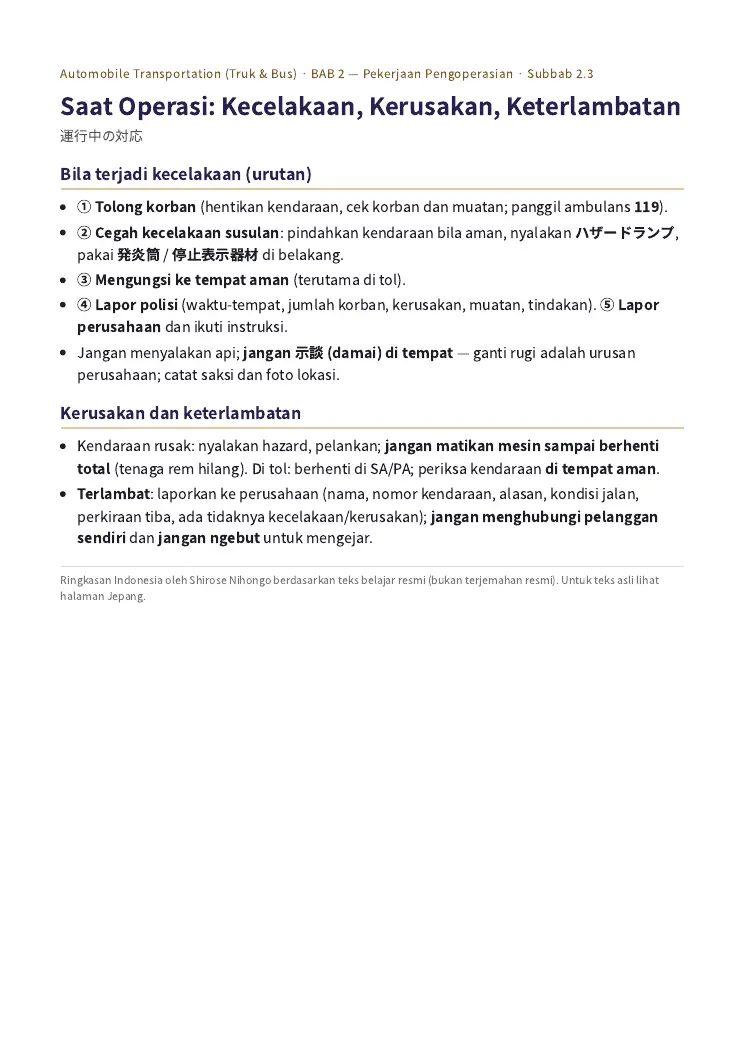 Automobile Transportation (Truk & Bus) · BAB 2 — Pekerjaan Pengoperasian · Subbab 2.3
Saat Operasi: Kecelakaan, Kerusakan, Keterlambatan
運行中の対応
Bila terjadi kecelakaan (urutan)
• ① Tolong korban (hentikan kendaraan, cek korban dan muatan; panggil ambulans 119).
• ② Cegah kecelakaan susulan: pindahkan kendaraan bila aman, nyalakan ハザードランプ,
pakai 発炎筒 / 停止表示器材 di belakang.
• ③ Mengungsi ke tempat aman (terutama di tol).
• ④ Lapor polisi (waktu-tempat, jumlah korban, kerusakan, muatan, tindakan). ⑤ Lapor
perusahaan dan ikuti instruksi.
• Jangan menyalakan api; jangan 示談 (damai) di tempat — ganti rugi adalah urusan
perusahaan; catat saksi dan foto lokasi.
Kerusakan dan keterlambatan
• Kendaraan rusak: nyalakan hazard, pelankan; jangan matikan mesin sampai berhenti
total (tenaga rem hilang). Di tol: berhenti di SA/PA; periksa kendaraan di tempat aman.
• Terlambat: laporkan ke perusahaan (nama, nomor kendaraan, alasan, kondisi jalan,
perkiraan tiba, ada tidaknya kecelakaan/kerusakan); jangan menghubungi pelanggan
sendiri dan jangan ngebut untuk mengejar.
Ringkasan Indonesia oleh Shirose Nihongo berdasarkan teks belajar resmi (bukan terjemahan resmi). Untuk teks asli lihat
halaman Jepang.